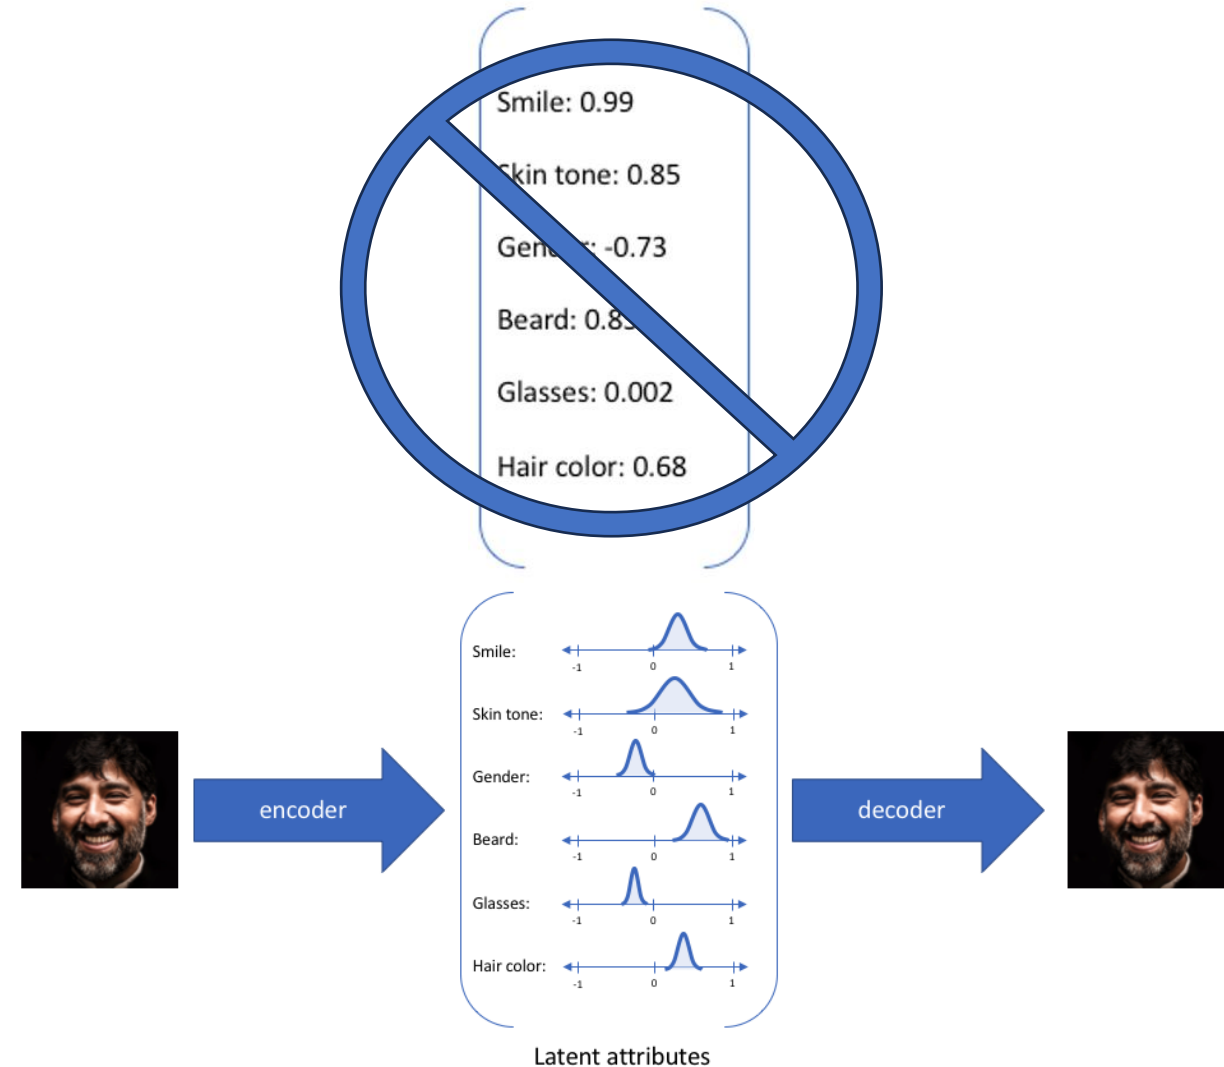 Smile: 0.99
Skin tone: 0.85
Gender: -0.73
Beard: 0.8
Glasses: 0.002
Hair color: 0.68
Smile:
-1 0 1
Skin tone:
-1 0 1
Gender:
-1 0 1
encoder
decoder
Beard:
-1 0 1
Glasses:
-1 0 1
Hair color:
-1 0 1
Latent attributes